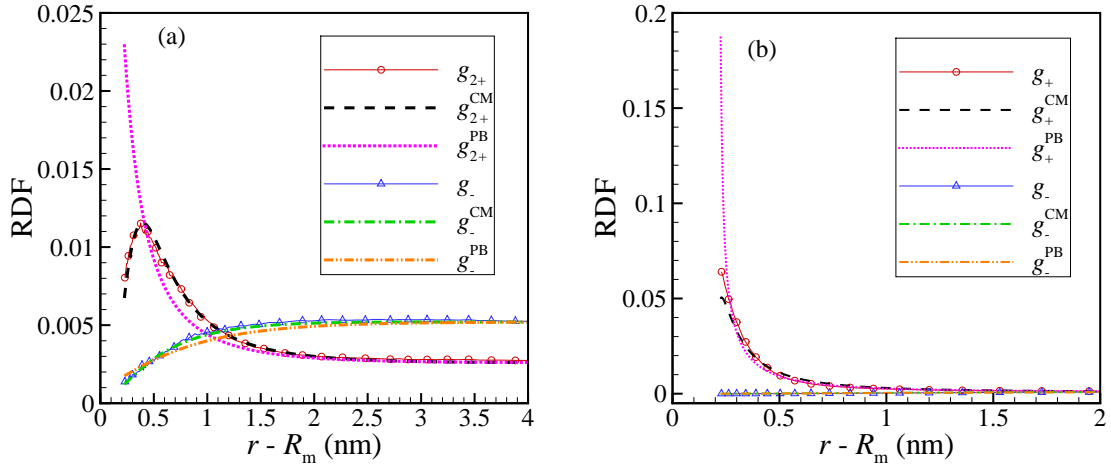 (a)
RDF
0.025
0.02
0.015
0.01
0.005
0
0 0.5 1 1.5 2 2.5 3 3.5 4
r - Rₘ (nm)
g₂₊
g₂₊^CM
g₂₊^PB
g₋
g₋^CM
g₋^PB
(b)
RDF
0.2
0.15
0.1
0.05
0
0 0.5 1 1.5 2
r - Rₘ (nm)
g₊
g₊^CM
g₊^PB
g₋
g₋^CM
g₋^PB